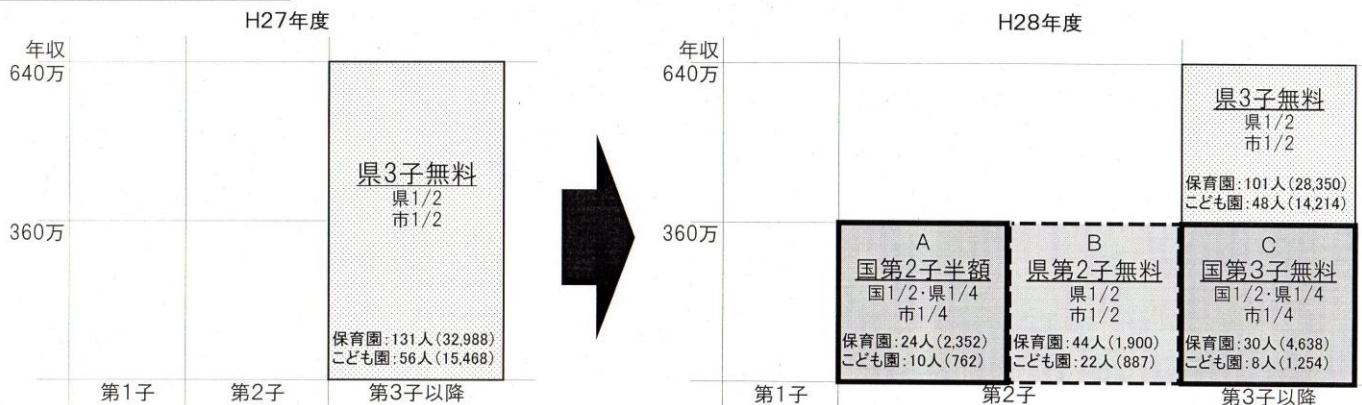 H27年度
年収
640万
360万
県3子無料
県1/2
市1/2
保育園:131人(32,988)
こども園:56人(15,468)
第1子
第2子
第3子以降
H28年度
年収
640万
360万
県3子無料
県1/2
市1/2
保育園:101人(28,350)
こども園:48人(14,214)
A
国第2子半額
国1/2・県1/4
市1/4
保育園:24人(2,352)
こども園:10人(762)
B
県第2子無料
県1/2
市1/2
保育園:44人(1,900)
こども園:22人(887)
C
国第3子無料
国1/2・県1/4
市1/4
保育園:30人(4,638)
こども園:8人(1,254)
第1子
第2子
第3子以降